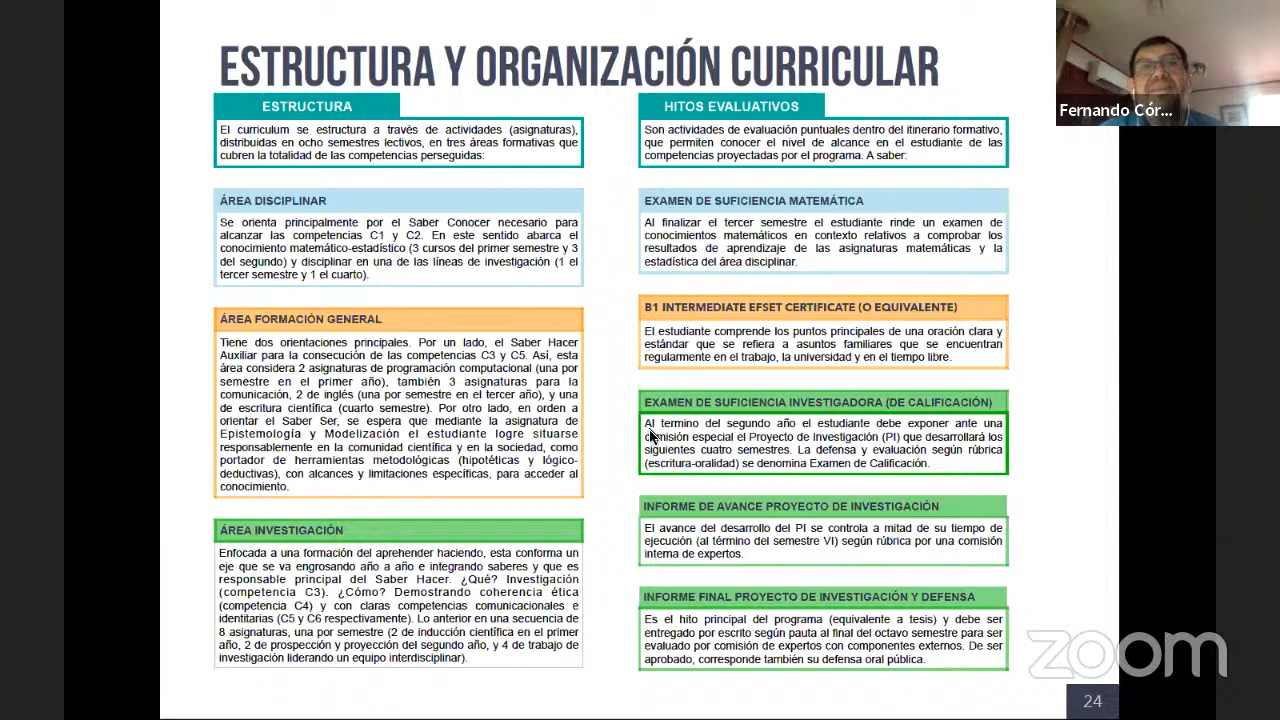 ESTRUCTURA Y ORGANIZACIÓN CURRICULAR
ESTRUCTURA
El curriculum se estructura a través de actividades (asignaturas),
distribuidas en ocho semestres lectivos, en tres áreas formativas que
cubren la totalidad de las competencias perseguidas:
ÁREA DISCIPLINAR
Se orienta principalmente por el Saber Conocer necesario para
alcanzar las competencias C1 y C2. En este sentido abarca el
conocimiento matemático-estadístico (3 cursos del primer semestre y 3
del segundo) y disciplinar en una de las líneas de investigación (1 el
tercer semestre y 1 el cuarto).
ÁREA FORMACIÓN GENERAL
Tiene dos orientaciones principales. Por un lado, el Saber Hacer
Auxiliar para la consecución de las competencias C3 y C5. Así, esta
área considera 2 asignaturas de programación computacional (una por
semestre en el primer año), también 3 asignaturas para la
comunicación, 2 de inglés (una por semestre en el tercer año), y una
de escritura científica (cuarto semestre). Por otro lado, en orden a
orientar el Saber Ser, se espera que mediante la asignatura de
Epistemología y Modelización el estudiante logre situarse
responsablemente en la comunidad científica y en la sociedad, como
portador de herramientas metodológicas (hipotéticas y lógico-
deductivas), con alcances y limitaciones específicas, para acceder al
conocimiento.
ÁREA INVESTIGACIÓN
Enfocada a una formación del aprehender haciendo, esta conforma un
eje que se va engrosando año a año e integrando saberes y que es
responsable principal del Saber Hacer. ¿Qué? Investigación
(competencia C3). ¿Cómo? Demostrando coherencia ética
(competencia C4) y con claras competencias comunicacionales e
identitarias (C5 y C6 respectivamente). Lo anterior en una secuencia de
8 asignaturas, una por semestre (2 de inducción científica en el primer
año, 2 de prospección y proyección del segundo año, y 4 de trabajo de
investigación liderando un equipo interdisciplinar).
HITOS EVALUATIVOS
Son actividades de evaluación puntuales dentro del itinerario formativo,
que permiten conocer el nivel de alcance en el estudiante de las
competencias proyectadas por el programa. A saber:
EXAMEN DE SUFICIENCIA MATEMÁTICA
Al finalizar el tercer semestre el estudiante rinde un examen de
conocimientos matemáticos en contexto relativos a comprobar los
resultados de aprendizaje de las asignaturas matemáticas y la
estadística del área disciplinar.
B1 INTERMEDIATE EFSET CERTIFICATE (O EQUIVALENTE)
El estudiante comprende los puntos principales de una oración clara y
estándar que se refiera a asuntos familiares que se encuentran
regularmente en el trabajo, la universidad y en el tiempo libre.
EXAMEN DE SUFICIENCIA INVESTIGADORA (DE CALIFICACIÓN)
Al termino del segundo año el estudiante debe exponer ante una
comisión especial el Proyecto de Investigación (PI) que desarrollará los
siguientes cuatro semestres. La defensa y evaluación según rúbrica
(escritura-oralidad) se denomina Examen de Calificación.
INFORME DE AVANCE PROYECTO DE INVESTIGACIÓN
El avance del desarrollo del PI se controla a mitad de su tiempo de
ejecución (al término del semestre VI) según rúbrica por una comisión
interna de expertos.
INFORME FINAL PROYECTO DE INVESTIGACIÓN Y DEFENSA
Es el hito principal del programa (equivalente a tesis) y debe ser
entregado por escrito según pauta al final del octavo semestre para ser
evaluado por comisión de expertos con componentes externos. De ser
aprobado, corresponde también su defensa oral pública.
Fernando Cór...
zoom
24